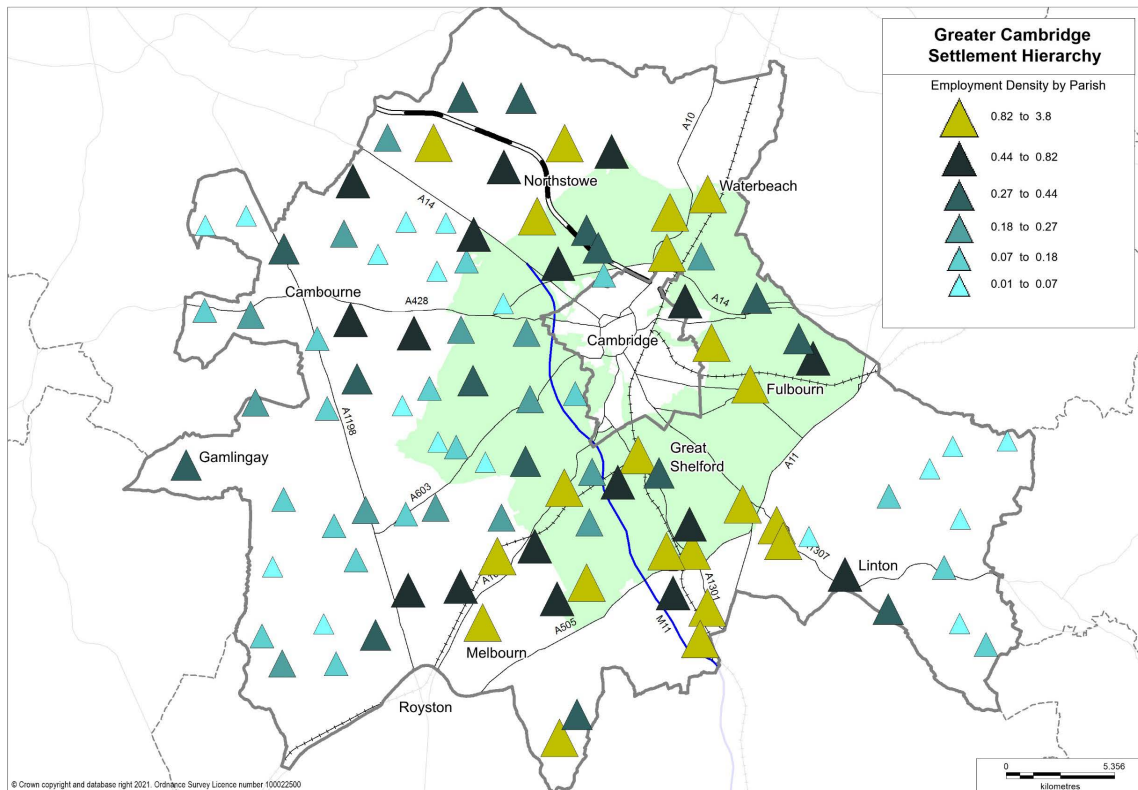 Greater Cambridge
Settlement Hierarchy
Employment Density by Parish
0.82 to 3.8
0.44 to 0.82
0.27 to 0.44
0.18 to 0.27
0.07 to 0.18
0.01 to 0.07
A10
Northstowe
Waterbeach
A14
Cambourne
A428
A14
Cambridge
Fulbourn
A1198
Gamlingay
Great
Shelford
A11
A603
A1307
Linton
A1301
M11
A505
Melbourn
Royston
0 5.356
kilometres
© Crown copyright and database right 2021. Ordnance Survey Licence number 100022500